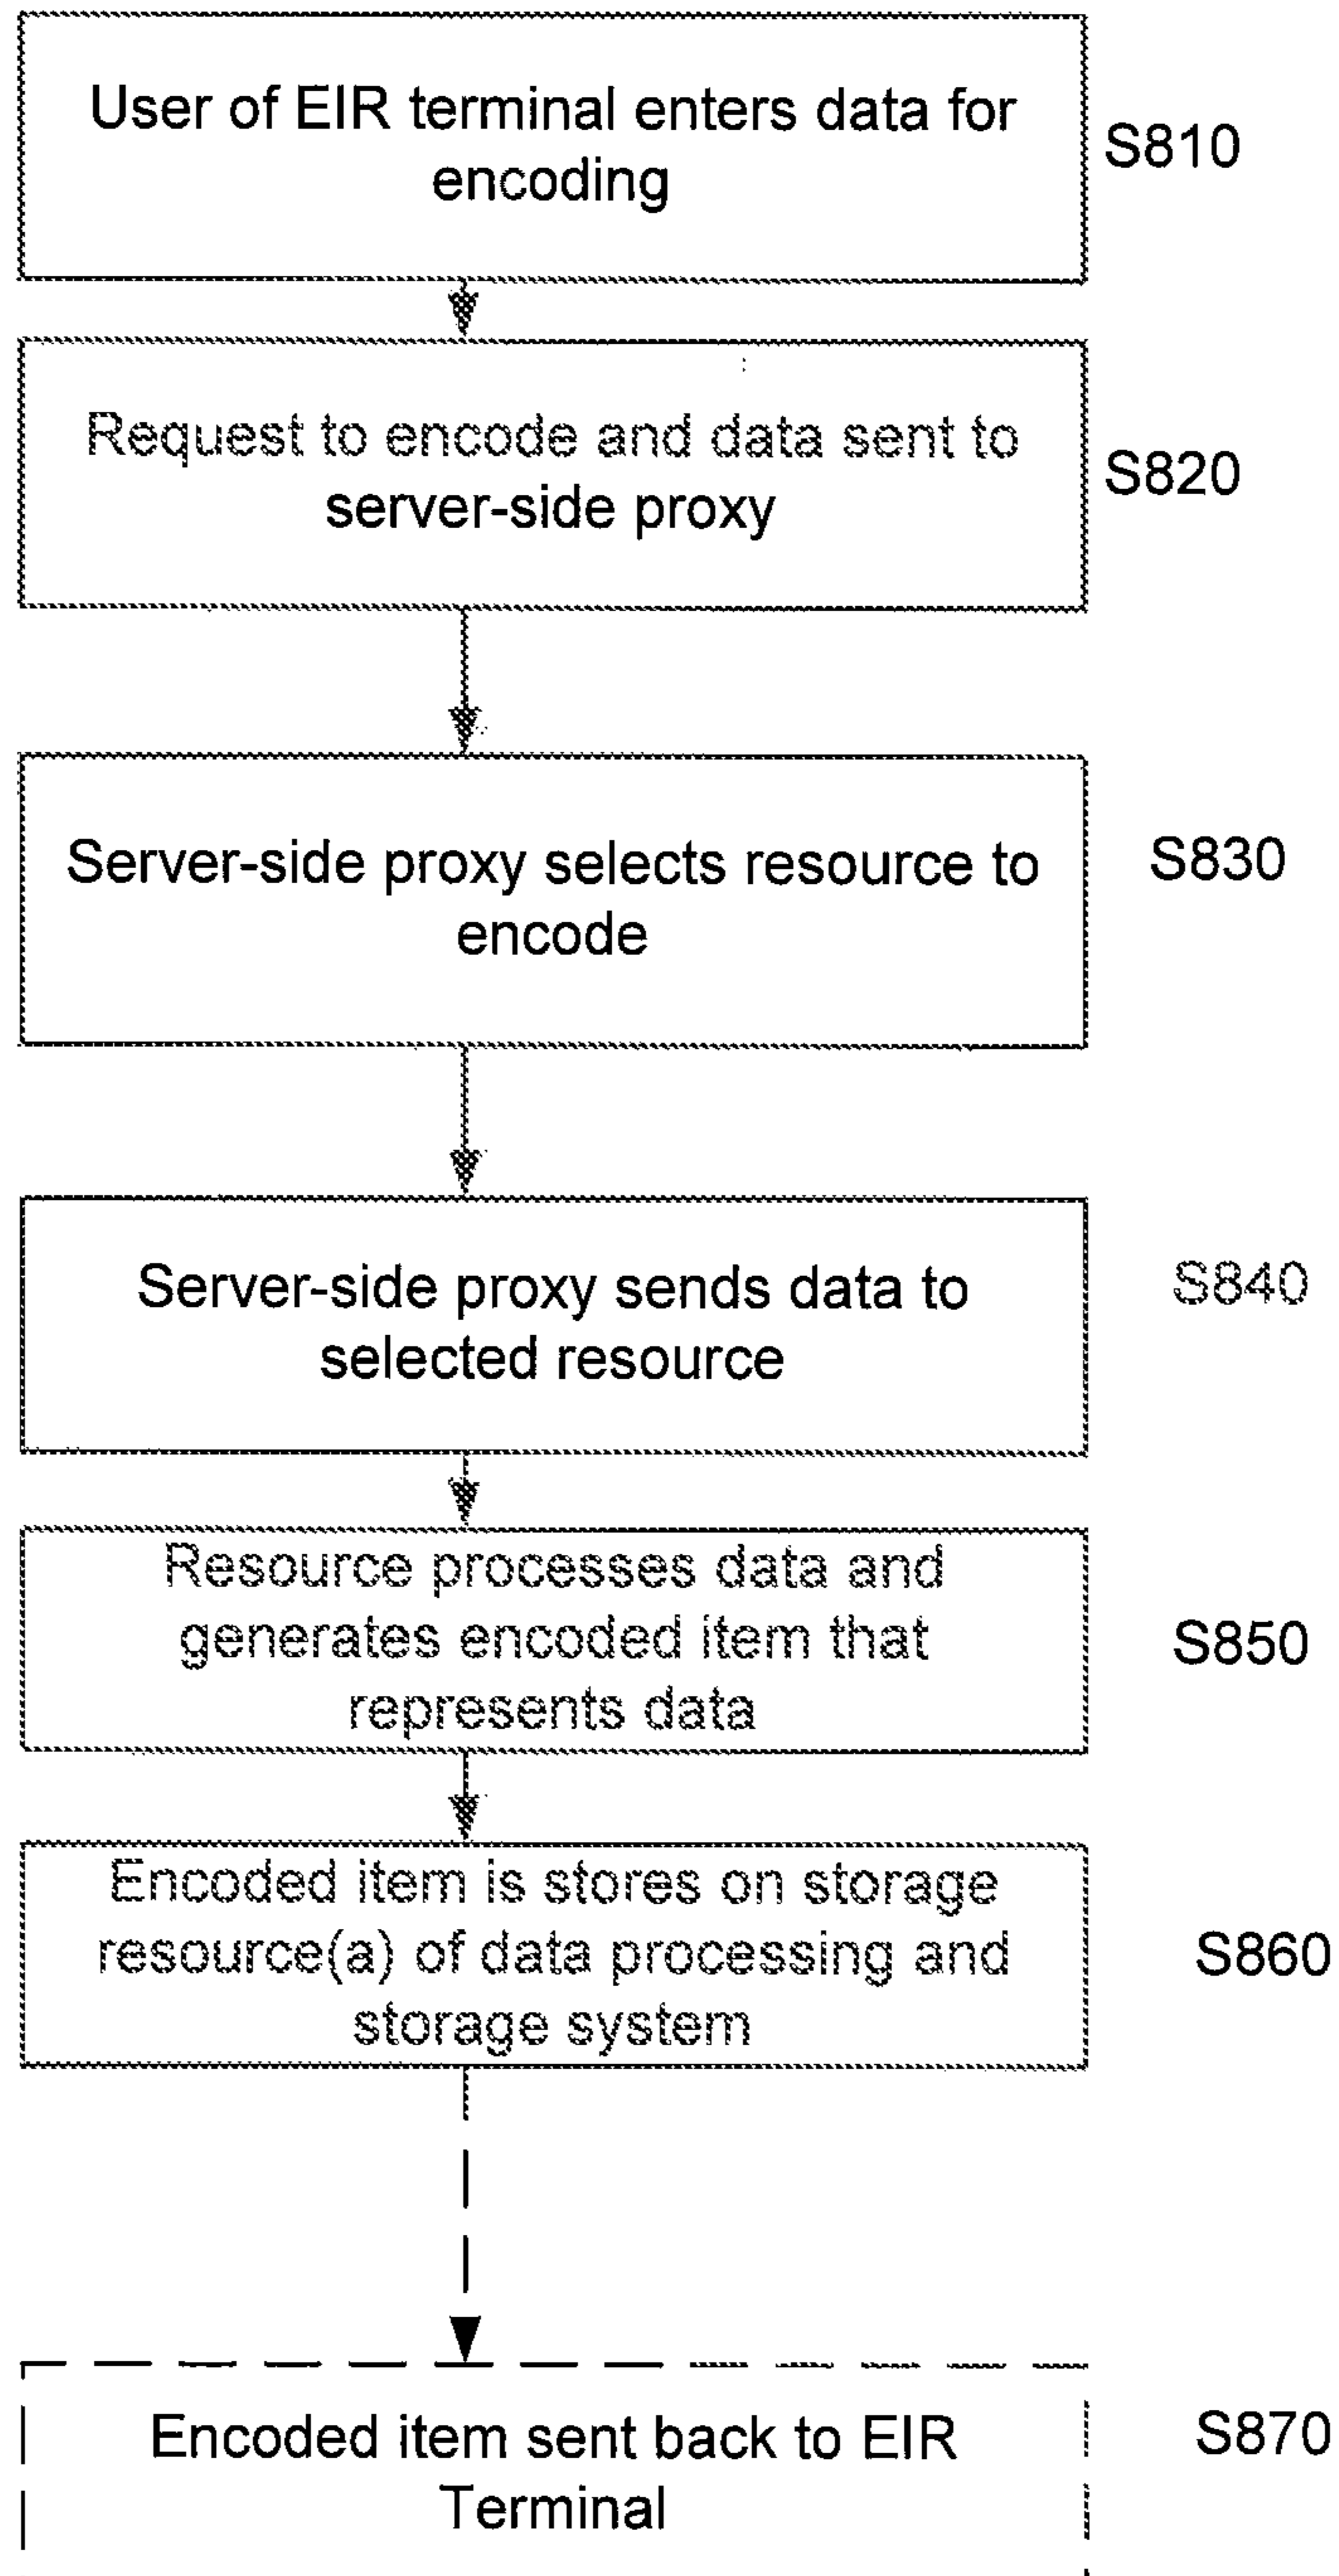 User of EIR terminal enters data for
encoding
S810
Request to encode and data sent to
server-side proxy
S820
Server-side proxy selects resource to
encode
S830
Server-side proxy sends data to
selected resource
S840
Resource processes data and
generates encoded item that
represents data
S850
Encoded item is stores on storage
resource(a) of data processing and
storage system
S860
Encoded item sent back to EIR
Terminal
S870